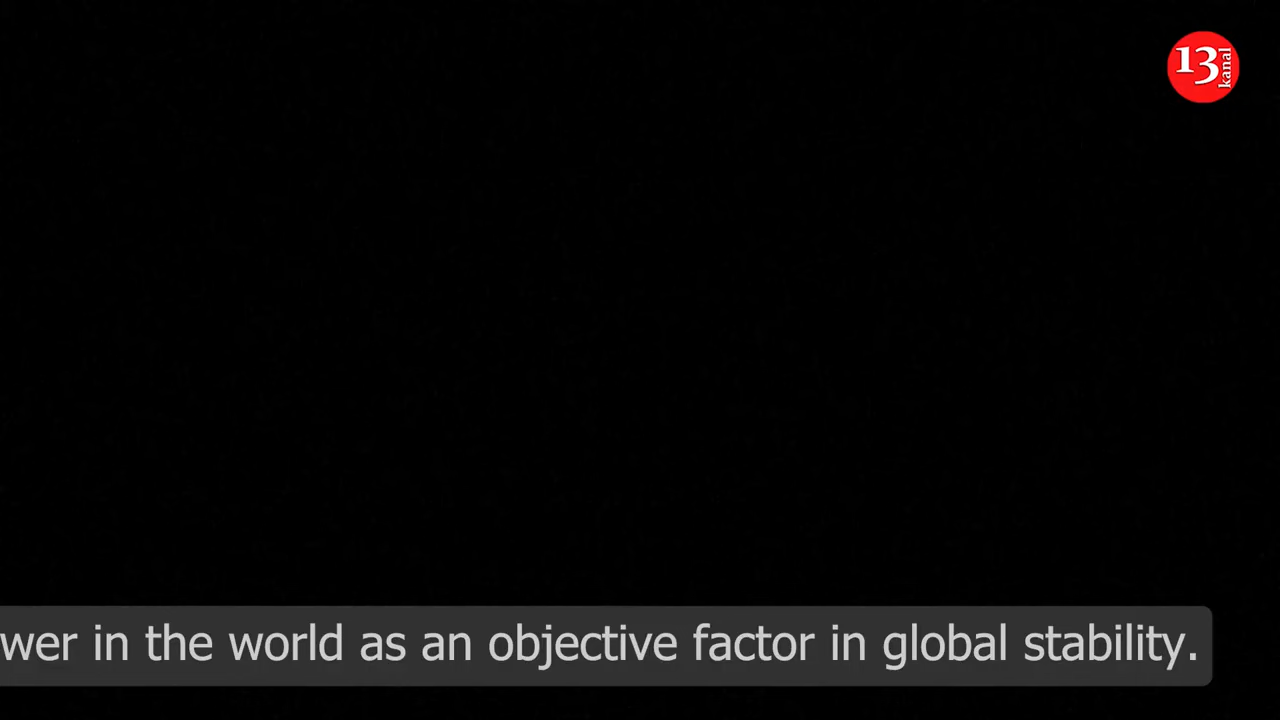 13
kanal
wer in the world as an objective factor in global stability.